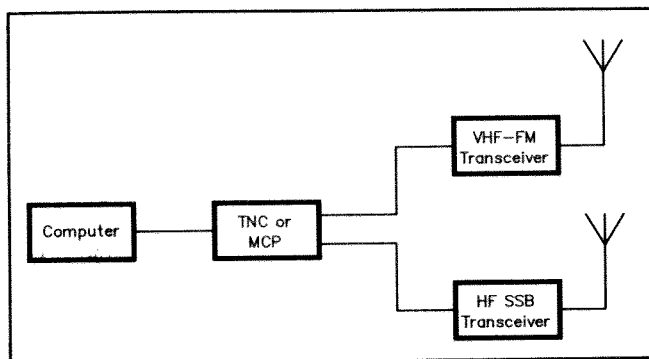 VHF-FM
Transceiver
Computer
TNC or
MCP
HF SSB
Transceiver